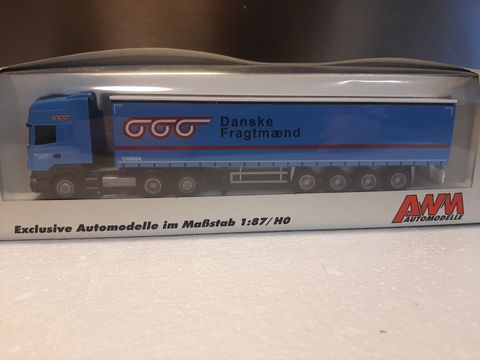 Danske
Fragtmænd
Exclusive Automodelle im Maßstab 1:87/H0
AWM
AUTOMODELLE